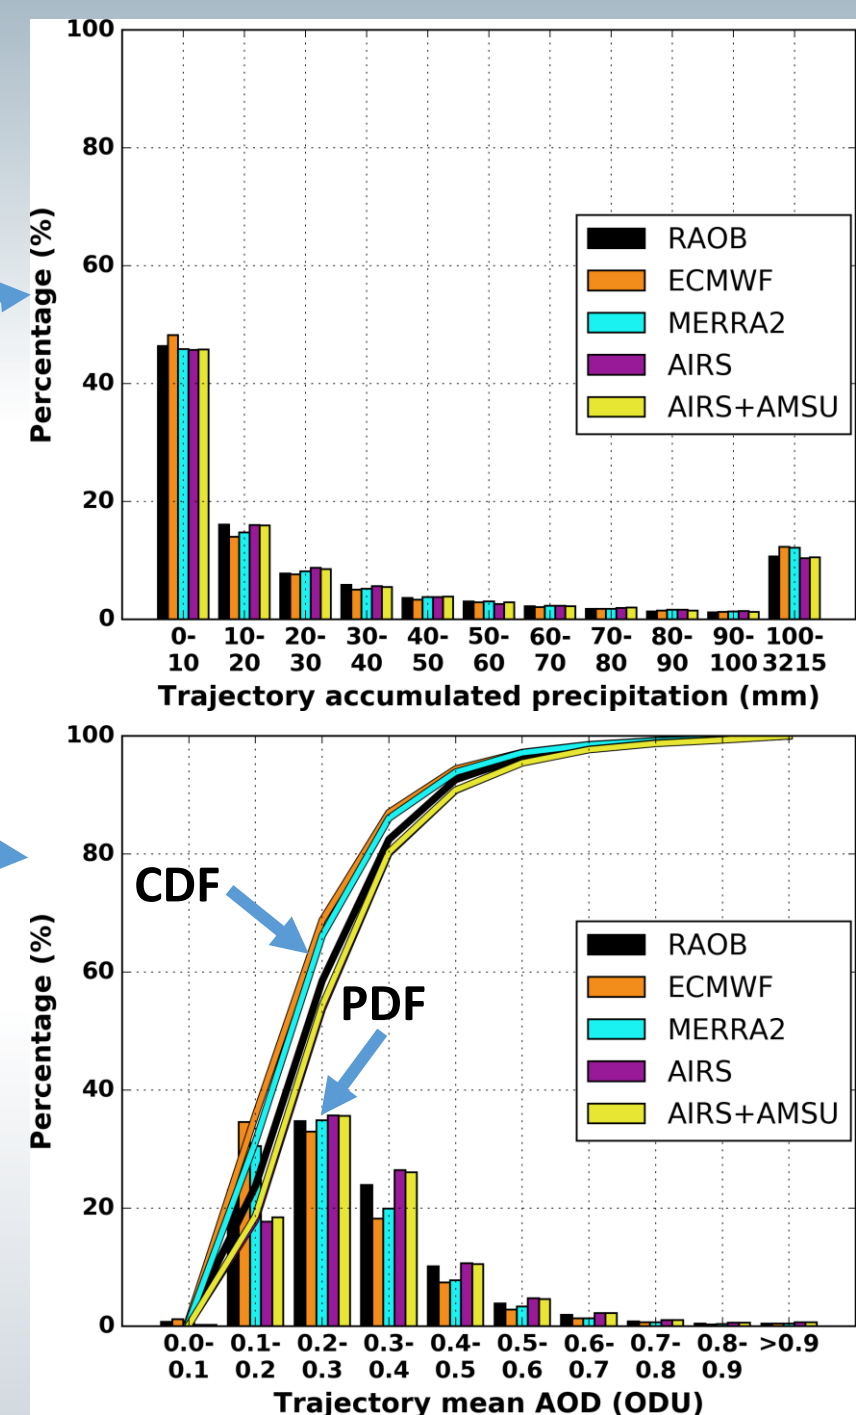 100
80
60
40
20
0
Percentage (%)
RAOB
ECMWF
MERRA2
AIRS
AIRS+AMSU
0- 10- 20- 30- 40- 50- 60- 70- 80- 90- 100-
10 20 30 40 50 60 70 80 90 100 3215
Trajectory accumulated precipitation (mm)
100
80
60
40
20
0
Percentage (%)
CDF
PDF
RAOB
ECMWF
MERRA2
AIRS
AIRS+AMSU
0.0- 0.1- 0.2- 0.3- 0.4- 0.5- 0.6- 0.7- 0.8- >0.9
0.1 0.2 0.3 0.4 0.5 0.6 0.7 0.8 0.9
Trajectory mean AOD (ODU)